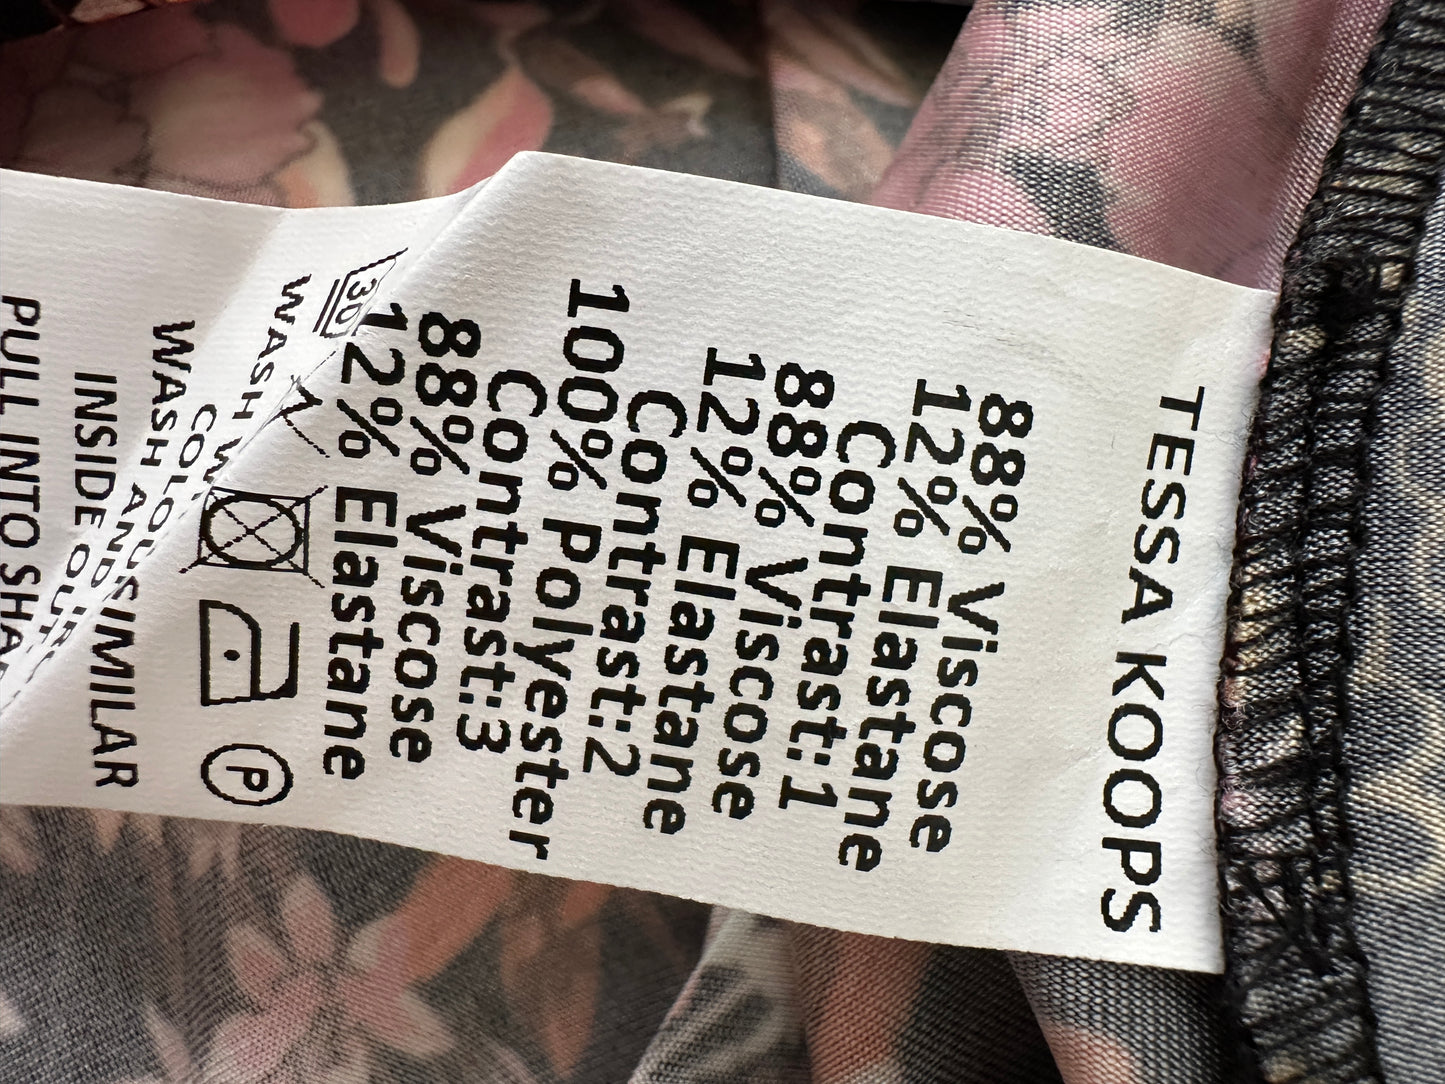 TESSA KOOPS
88% Viscose
12% Elastane
Contrast:1
88% Viscose
12% Elastane
Contrast:2
100% Polyester
Contrast:3
88% Viscose
12% Elastane
30
P
WASH
COLOURS
WASH AND
INSIDE OUT
SIMILAR
PULL INTO